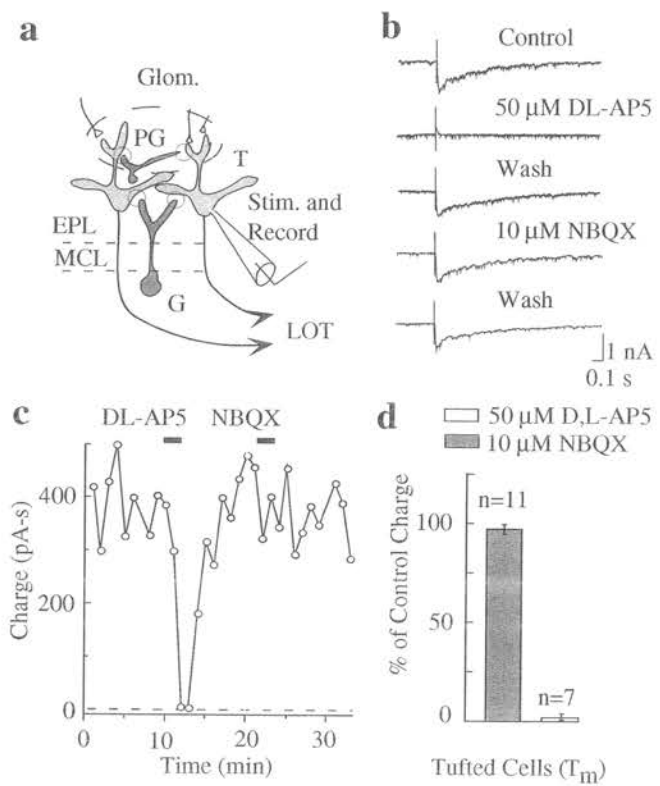 a
Glom.
PG
T
Stim. and
Record
EPL
MCL
G
LOT
b
Control
50 μM DL-AP5
Wash
10 μM NBQX
Wash
1 nA
0.1 s
c
DL-AP5 NBQX
Charge (pA-s)
400
200
0
0 10 20 30
Time (min)
d
50 μM D,L-AP5
10 μM NBQX
% of Control Charge
100
50
0
n=11
n=7
Tufted Cells (Tm)